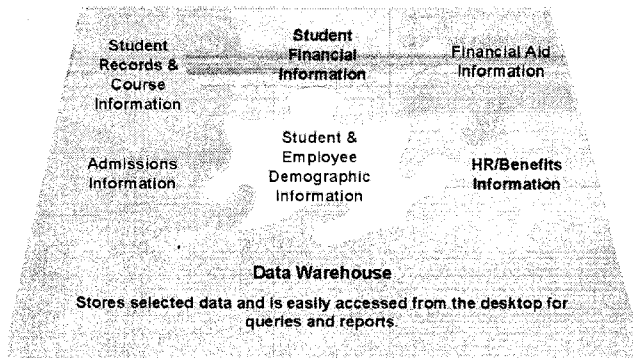 Student
Records &
Course
Information
Student
Financial
Information
Financial Aid
Information
Admissions
Information
Student &
Employee
Demographic
Information
HR/Benefits
Information
Data Warehouse
Stores selected data and is easily accessed from the desktop for
queries and reports.